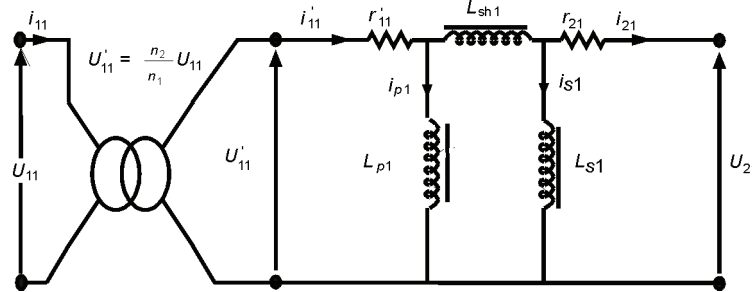 i11
U'11 = n2/n1 U11
i'11
r'11
Lsh1
r21
i21
ip1
iS1
U11
U'11
Lp1
LS1
U2